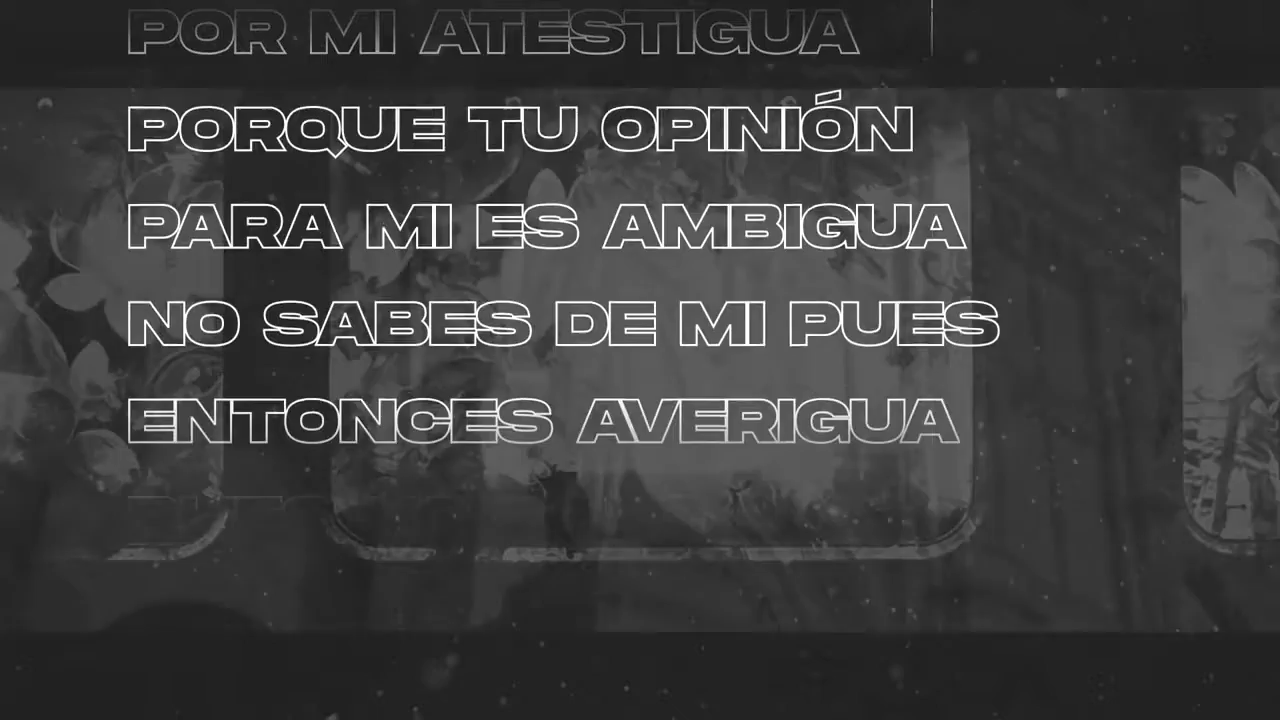 POR MI ATESTIGUA
PORQUE TU OPINIÓN
PARA MI ES AMBIGUA
NO SABES DE MI PUES
ENTONCES AVERIGUA